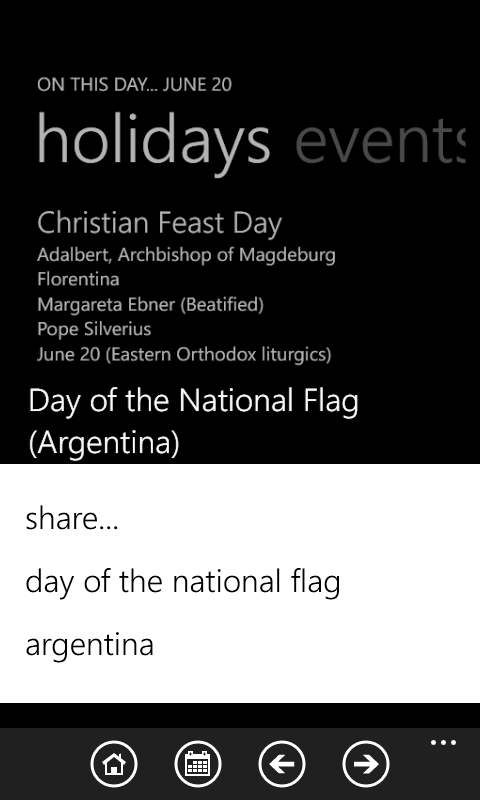 ON THIS DAY... JUNE 20
holidays events
Christian Feast Day
Adalbert, Archbishop of Magdeburg
Florentina
Margareta Ebner (Beatified)
Pope Silverius
June 20 (Eastern Orthodox liturgics)
Day of the National Flag
(Argentina)
share...
day of the national flag
argentina